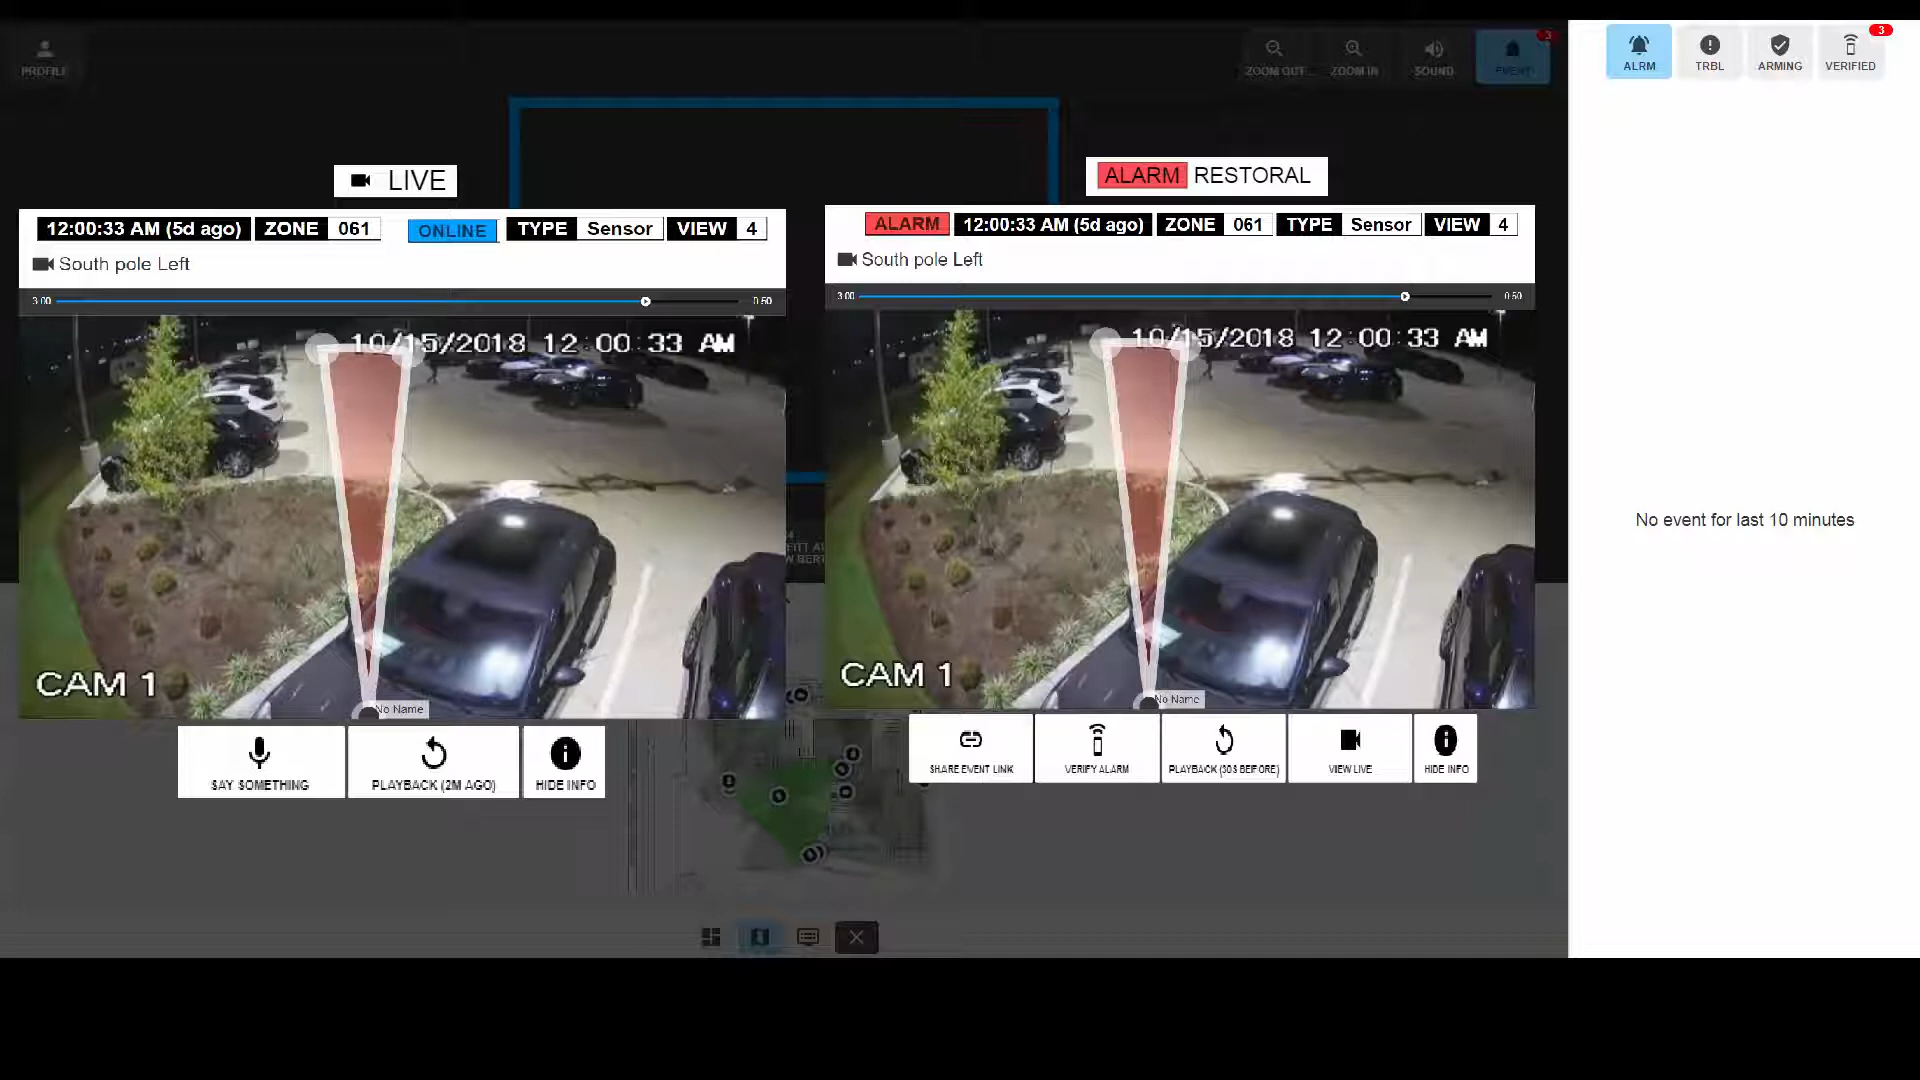 PROFILE
ZOOM OUT
ZOOM IN
SOUND
EVENT
3
ALRM
TRBL
ARMING
VERIFIED
3
LIVE
ALARM RESTORAL
12:00:33 AM (5d ago) ZONE 061 ONLINE TYPE Sensor VIEW 4
South pole Left
3:00
0:50
10/15/2018 12:00:33 AM
CAM 1
No Name
SAY SOMETHING
PLAYBACK (2M AGO)
HIDE INFO
ALARM 12:00:33 AM (5d ago) ZONE 061 TYPE Sensor VIEW 4
South pole Left
3:00
0:50
10/15/2018 12:00:33 AM
CAM 1
No Name
SHARE EVENT LINK
VERIFY ALARM
PLAYBACK (30S BEFORE)
VIEW LIVE
HIDE INFO
No event for last 10 minutes